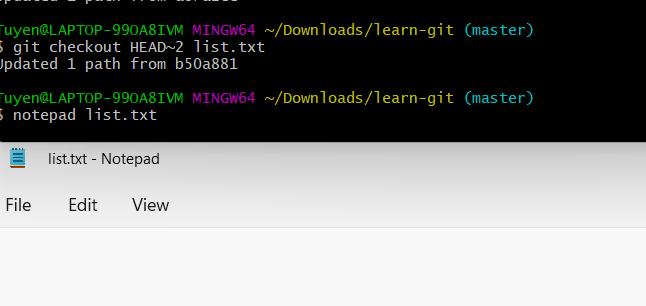 Tuyen@LAPTOP-99OA8IVM MINGW64 ~/Downloads/learn-git (master)
$ git checkout HEAD~2 list.txt
Updated 1 path from b50a881
Tuyen@LAPTOP-99OA8IVM MINGW64 ~/Downloads/learn-git (master)
$ notepad list.txt
list.txt - Notepad
File Edit View